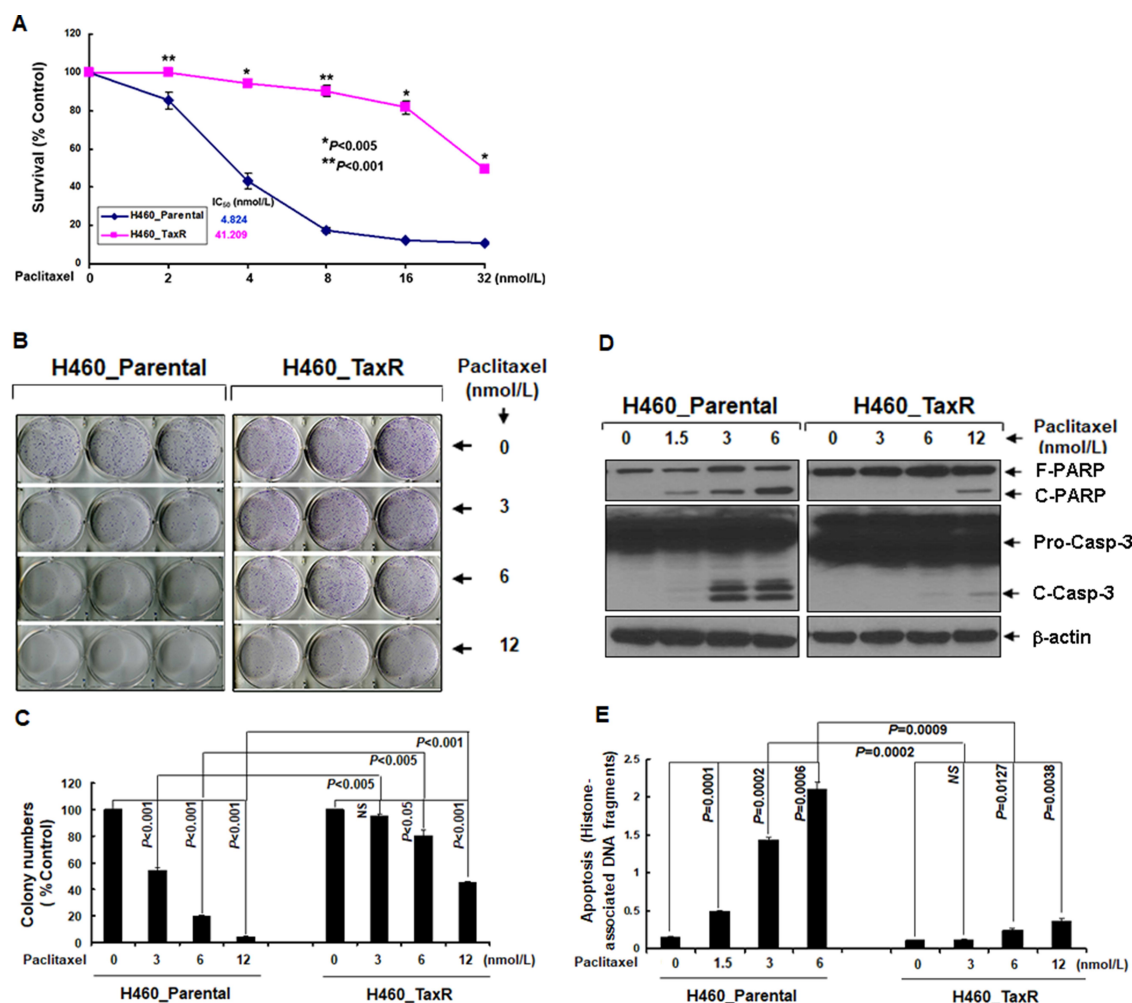 A
Survival (% Control)
120
100
80
60
40
20
0
** * ** * *
*P<0.005
**P<0.001
IC50 (nmol/L)
H460_Parental 4.824
H460_TaxR 41.209
Paclitaxel 0 2 4 8 16 32 (nmol/L)
B
H460_Parental H460_TaxR Paclitaxel
(nmol/L)
0
3
6
12
C
Colony numbers
( %Control)
120
100
80
60
40
20
0
P<0.001
P<0.005
P<0.005
P<0.001 P<0.001 P<0.001 NS P<0.05 P<0.001
Paclitaxel 0 3 6 12 0 3 6 12 (nmol/L)
H460_Parental H460_TaxR
D
H460_Parental H460_TaxR
0 1.5 3 6 0 3 6 12 Paclitaxel
(nmol/L)
F-PARP
C-PARP
Pro-Casp-3
C-Casp-3
β-actin
E
Apoptosis (Histone-
associated DNA fragments)
2.5
2
1.5
1
0.5
0
P=0.0009
P=0.0002
P=0.0001 P=0.0002 P=0.0006 NS P=0.0127 P=0.0038
Paclitaxel 0 1.5 3 6 0 3 6 12 (nmol/L)
H460_Parental H460_TaxR